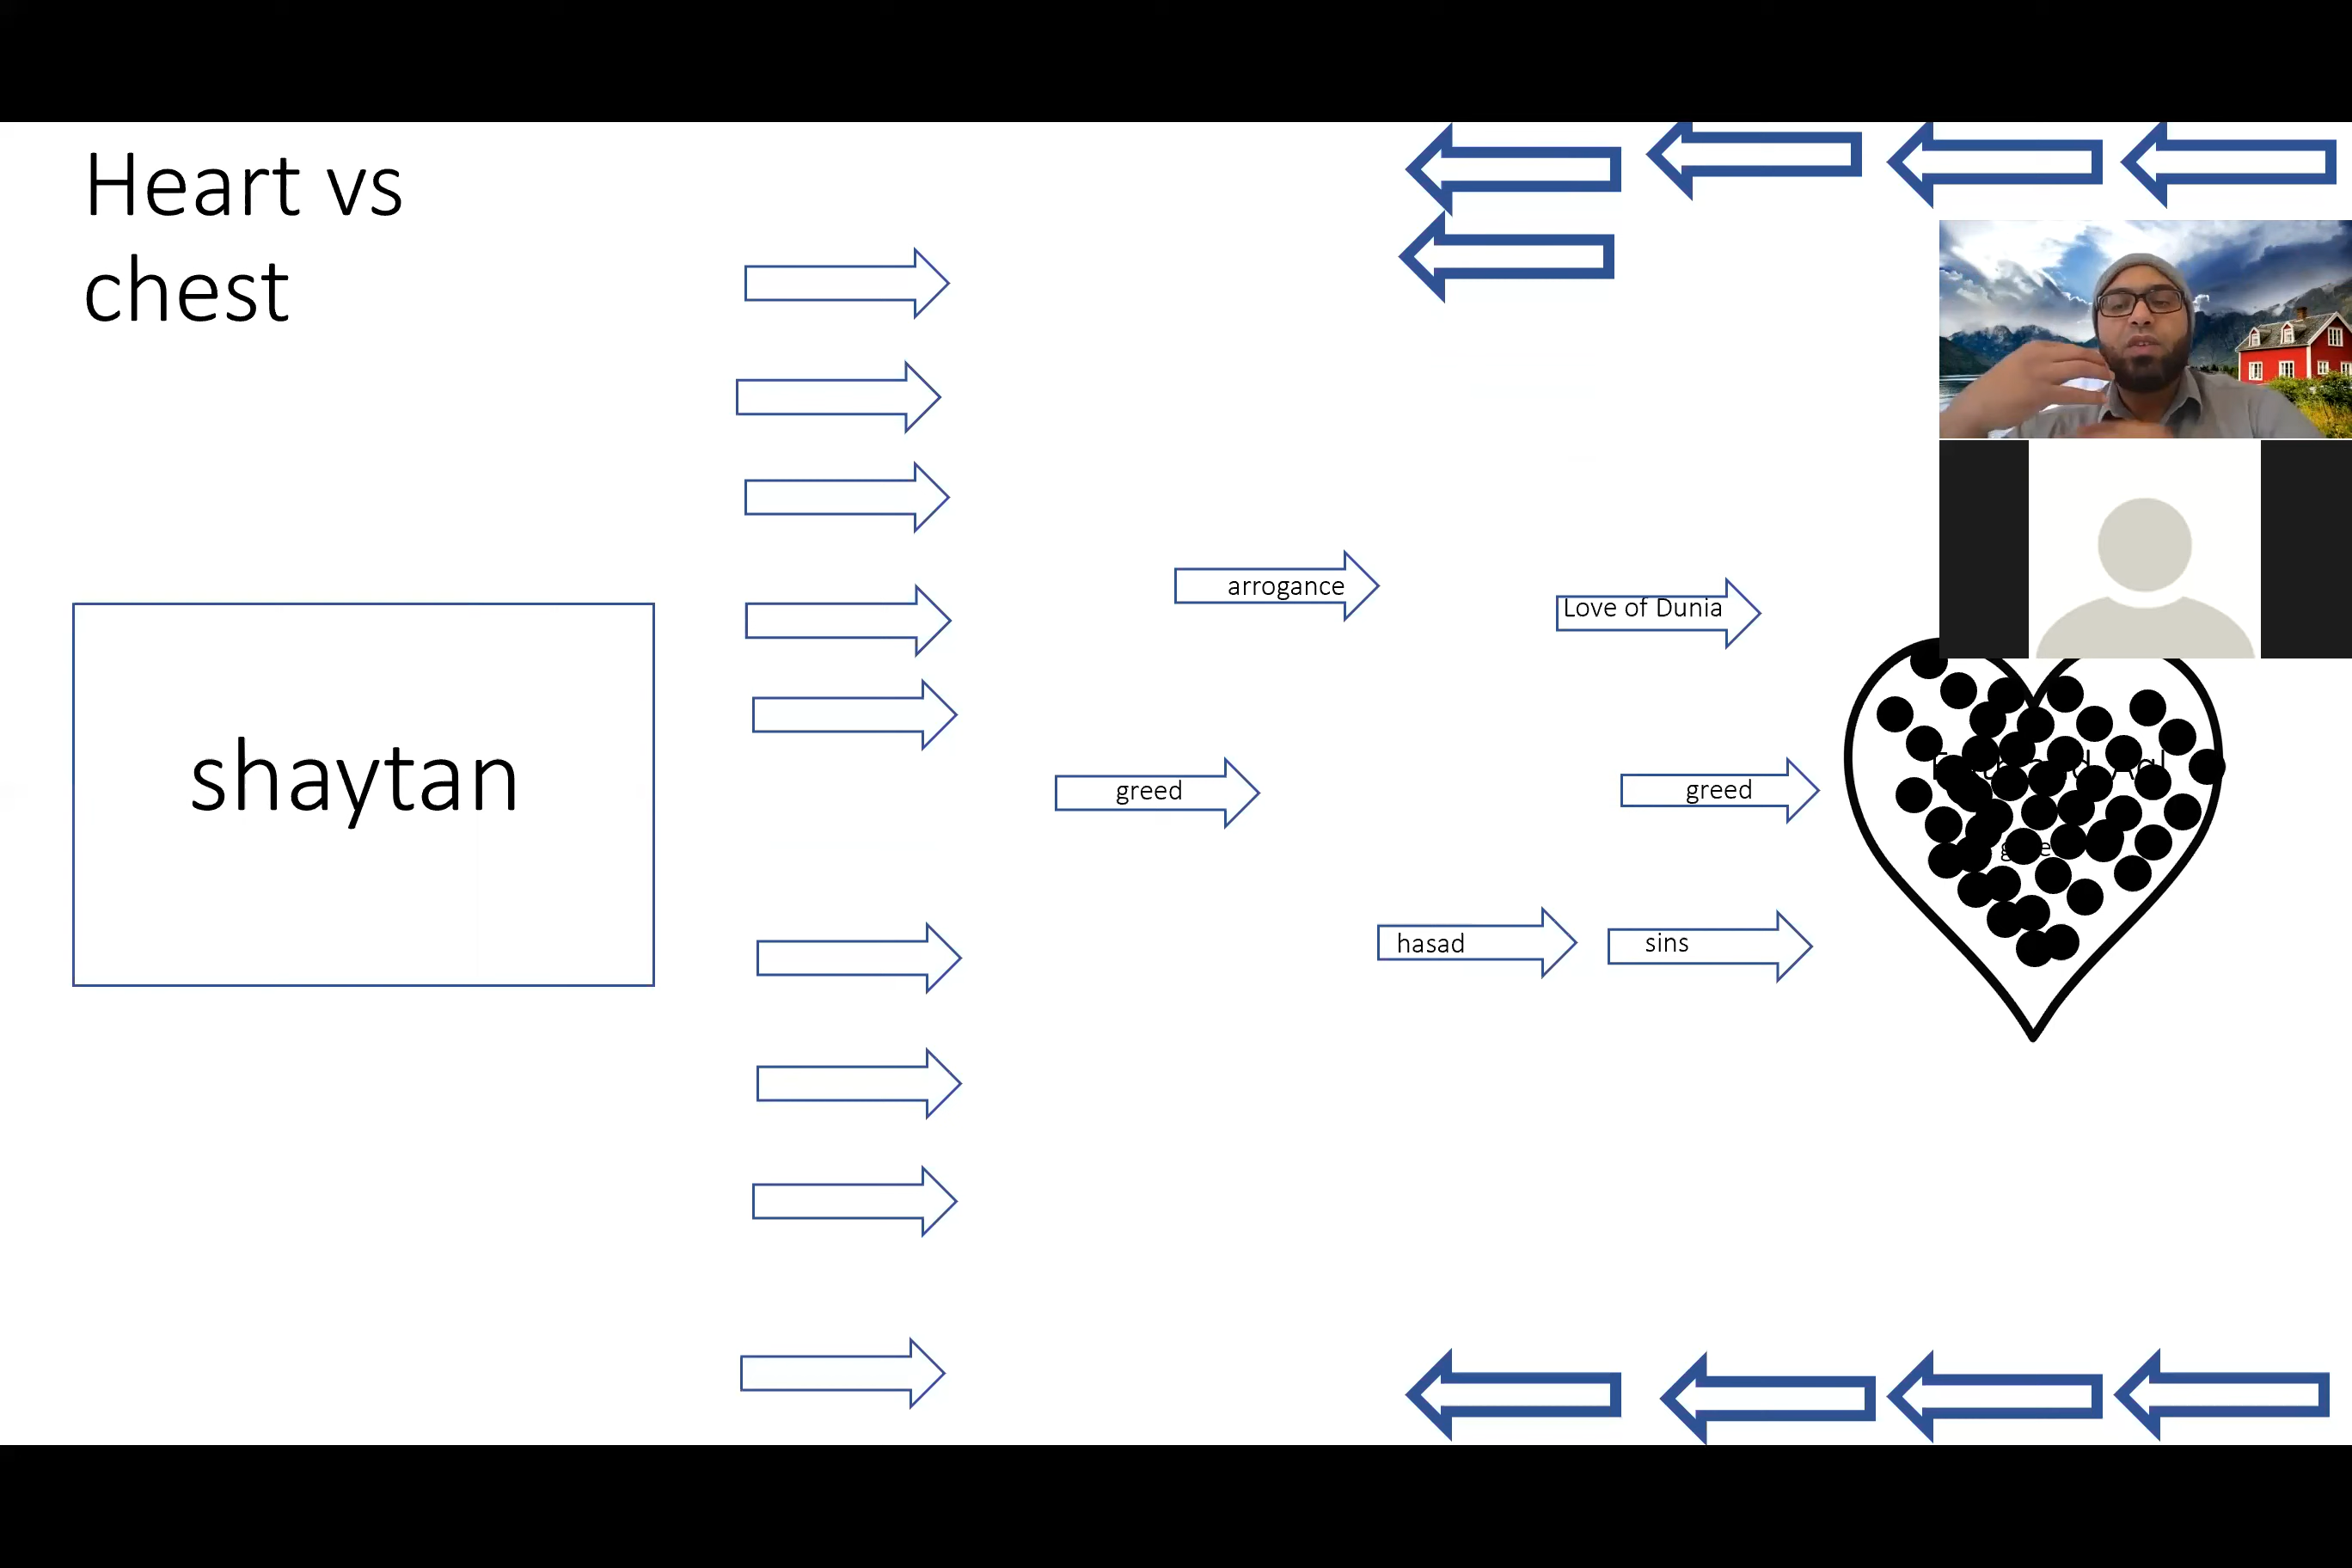 Heart vs
chest
arrogance
Love of Dunia
shaytan
greed
greed
hasad
sins